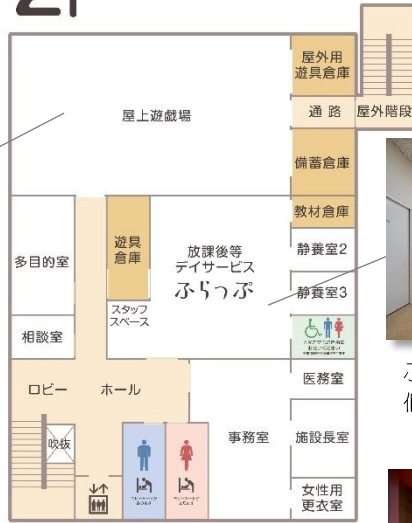 2F
屋外用
遊具倉庫
屋上遊戯場
通路
屋外階段
備蓄倉庫
教材倉庫
多目的室
遊具
倉庫
放課後等
デイサービス
ふらっぷ
静養室2
静養室3
スタッフ
スペース
相談室
医務室
ロビー
ホール
吹抜
事務室
施設長室
女性用
更衣室